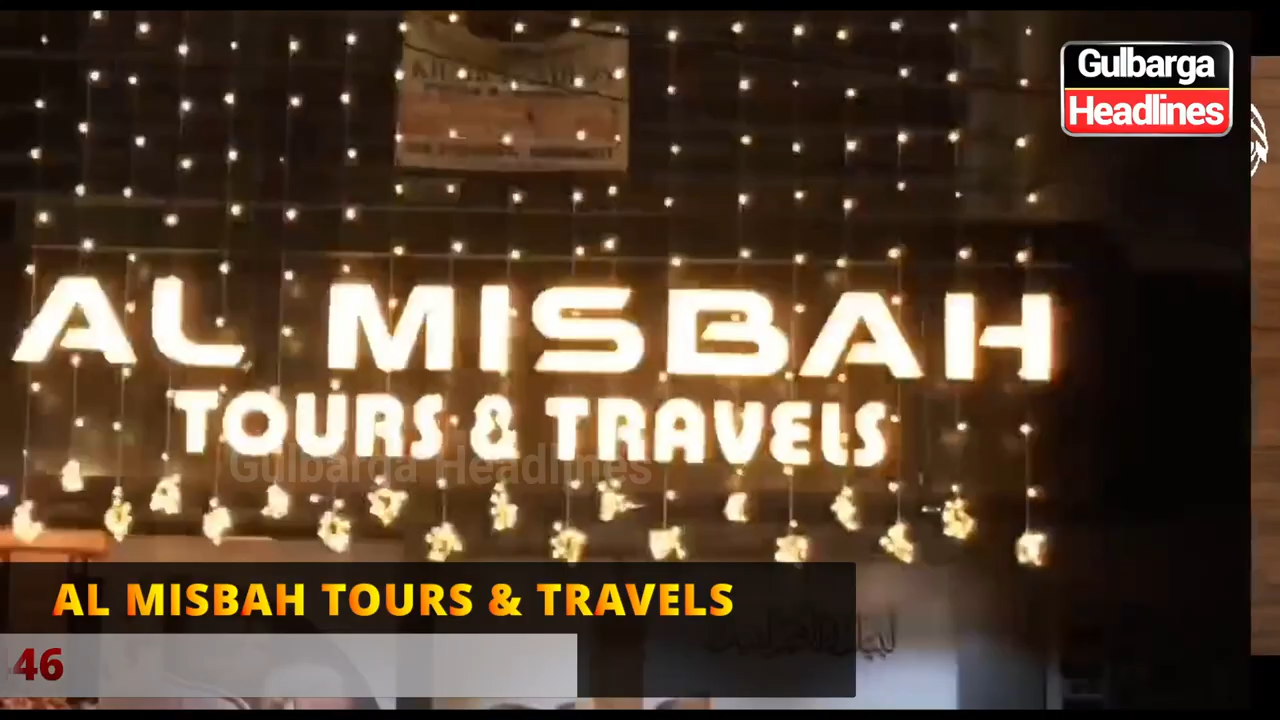 Gulbarga
Headlines
AL MISBAH
TOURS & TRAVELS
Gulbarga Headlines
AL MISBAH TOURS & TRAVELS
46